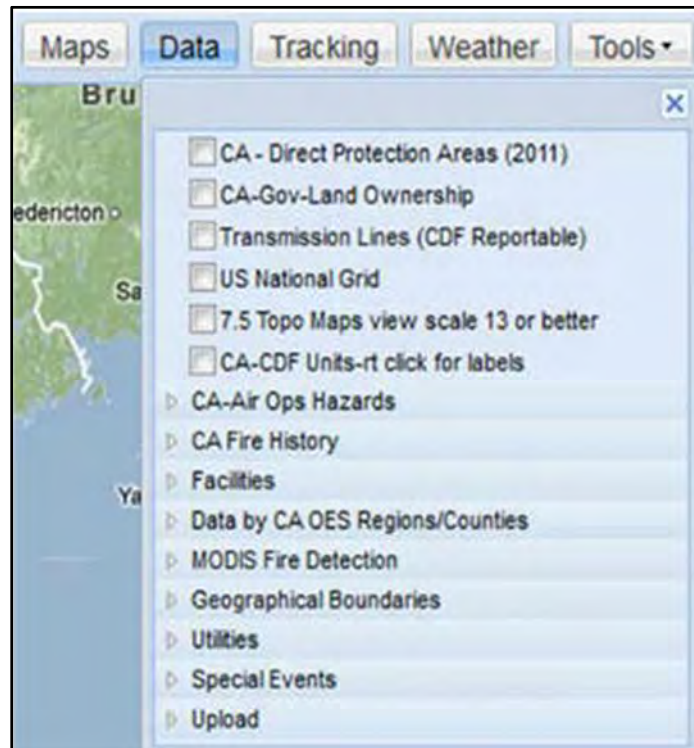 Maps Data Tracking Weather Tools
Bru
edericton
Sa
Ya
CA - Direct Protection Areas (2011)
CA-Gov-Land Ownership
Transmission Lines (CDF Reportable)
US National Grid
7.5 Topo Maps view scale 13 or better
CA-CDF Units-rt click for labels
CA-Air Ops Hazards
CA Fire History
Facilities
Data by CA OES Regions/Counties
MODIS Fire Detection
Geographical Boundaries
Utilities
Special Events
Upload